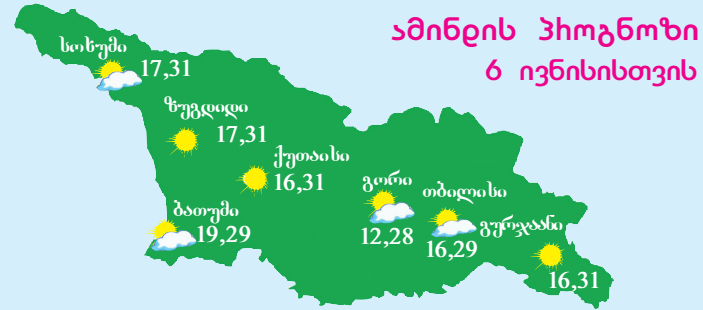 ამინდის პროგნოზი
6 ივნისისთვის
სოხუმი
17,31
ზუგდიდი
17,31
ქუთაისი
16,31
ბათუმი
19,29
გორი
12,28
თბილისი
16,29
გურჯაანი
16,31